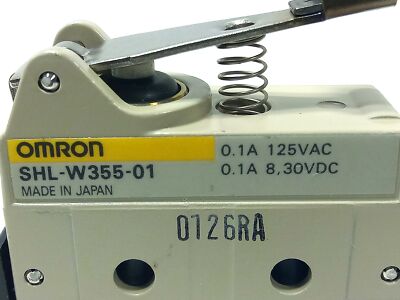 OMRON
SHL-W355-01
MADE IN JAPAN
0.1A 125VAC
0.1A 8,30VDC
0126RA